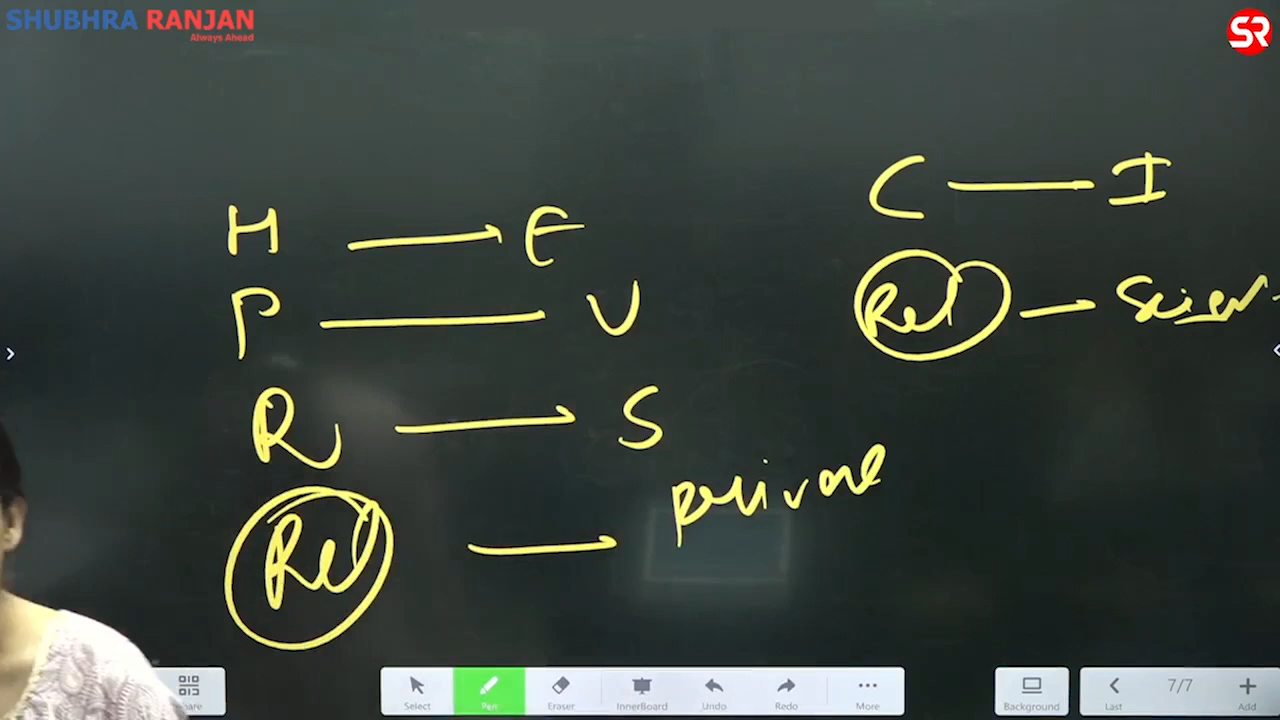 SHUBHRA RANJAN
Always Ahead
SR
C — I
H → E
P — V
Rel — Scien
R → S
Rel →
Select
Pen
Eraser
InnerBoard
Undo
Redo
More
Background
Last
7/7
Add